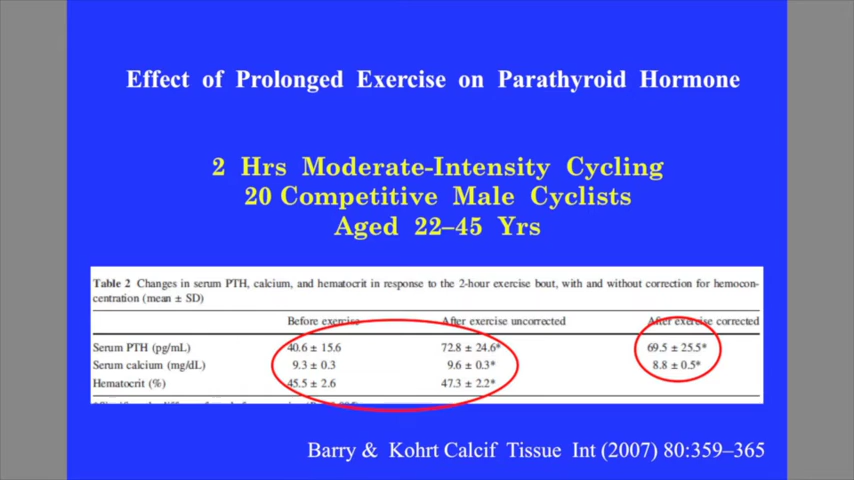 Effect of Prolonged Exercise on Parathyroid Hormone
2 Hrs Moderate-Intensity Cycling
20 Competitive Male Cyclists
Aged 22–45 Yrs
Table 2 Changes in serum PTH, calcium, and hematocrit in response to the 2-hour exercise bout, with and without correction for hemocon-
centration (mean ± SD)
Before exercise After exercise uncorrected After exercise corrected
Serum PTH (pg/mL) 40.6 ± 15.6 72.8 ± 24.6* 69.5 ± 25.5*
Serum calcium (mg/dL) 9.3 ± 0.3 9.6 ± 0.3* 8.8 ± 0.5*
Hematocrit (%) 45.5 ± 2.6 47.3 ± 2.2*
Barry & Kohrt Calcif Tissue Int (2007) 80:359–365